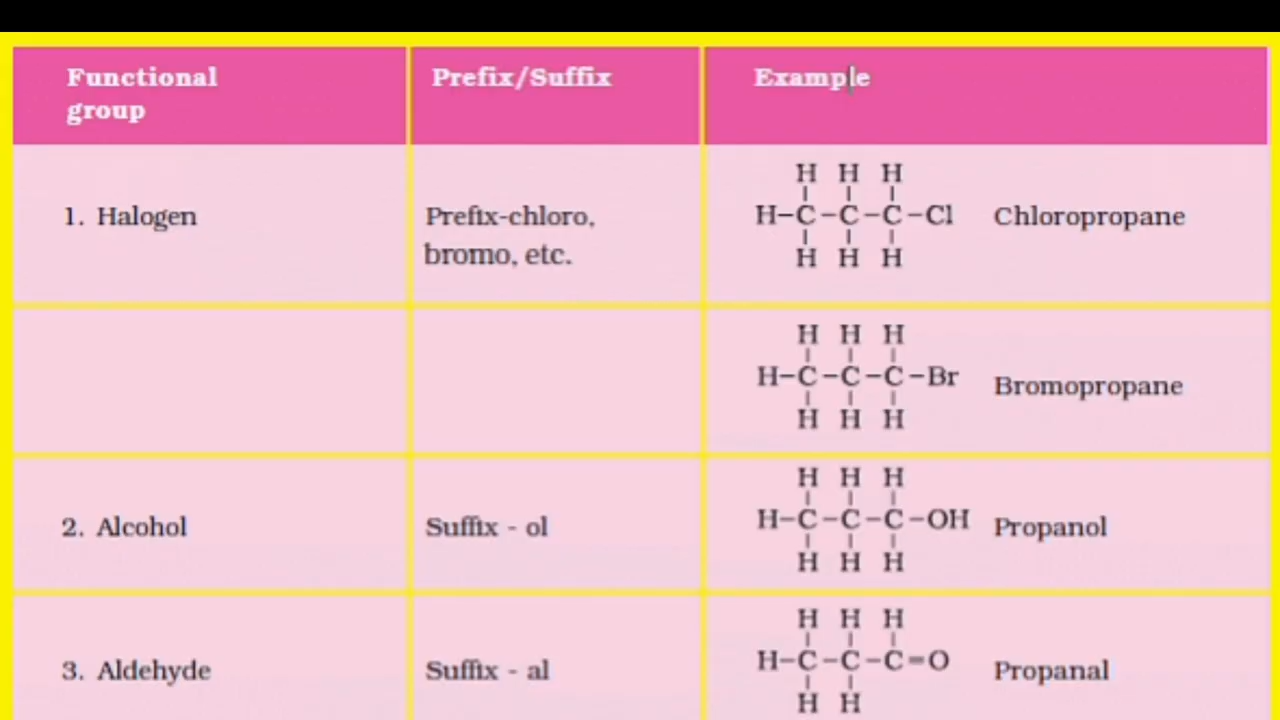 Functional group
Prefix/Suffix
Example
1. Halogen
Prefix-chloro,
bromo, etc.
H H H
H–C–C–C–Cl
H H H
Chloropropane
H H H
H–C–C–C–Br
H H H
Bromopropane
2. Alcohol
Suffix - ol
H H H
H–C–C–C–OH
H H H
Propanol
3. Aldehyde
Suffix - al
H H H
H–C–C–C=O
H H
Propanal